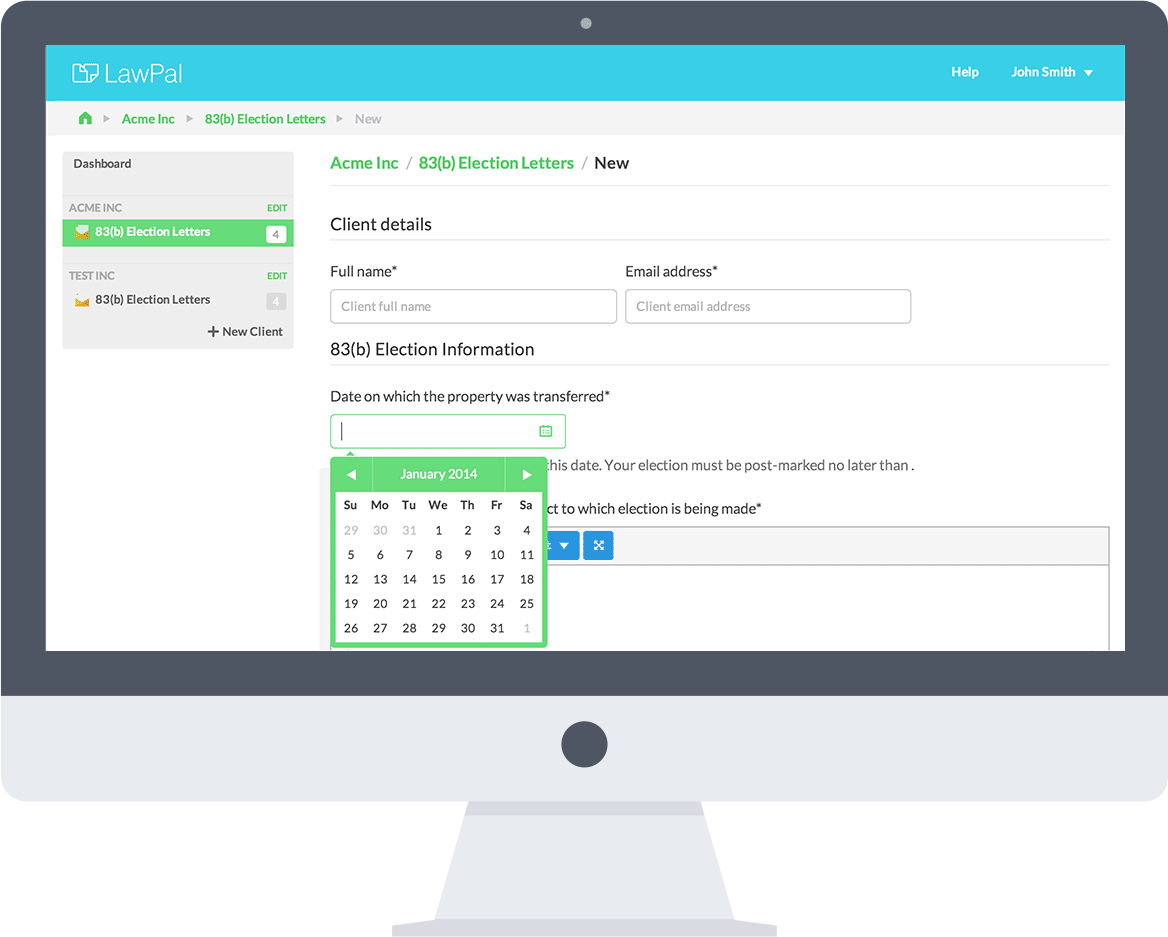 LawPal
Help John Smith
Acme Inc 83(b) Election Letters New
Dashboard
ACME INC EDIT
83(b) Election Letters 4
TEST INC EDIT
83(b) Election Letters 4
+ New Client
Acme Inc / 83(b) Election Letters / New
Client details
Full name* Email address*
Client full name Client email address
83(b) Election Information
Date on which the property was transferred*
this date. Your election must be post-marked no later than .
to which election is being made*
January 2014
Su Mo Tu We Th Fr Sa
29 30 31 1 2 3 4
5 6 7 8 9 10 11
12 13 14 15 16 17 18
19 20 21 22 23 24 25
26 27 28 29 30 31 1